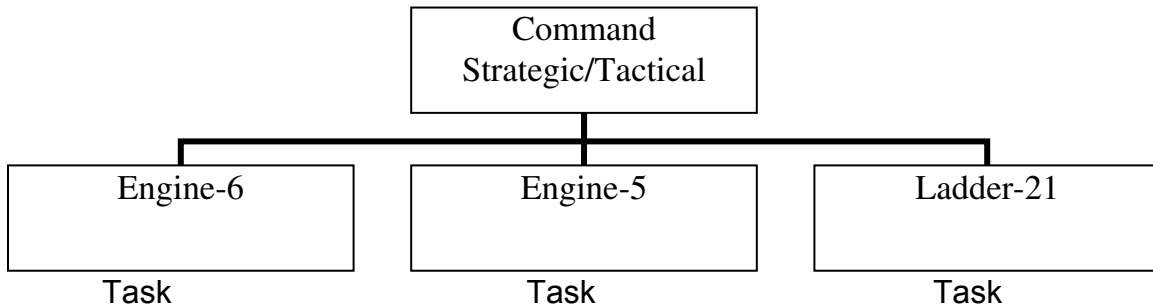 Command
Strategic/Tactical
Engine-6
Engine-5
Ladder-21
Task
Task
Task